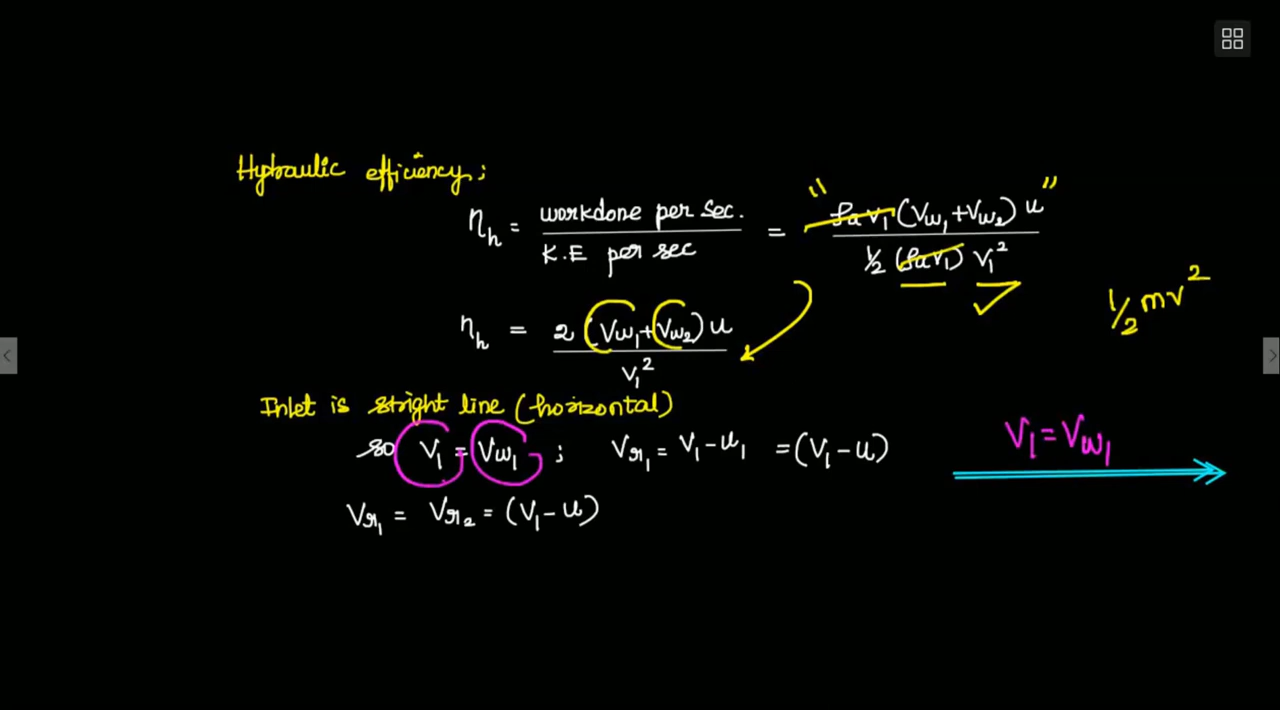 Hydraulic efficiency;
ηh = workdone per sec. / K.E per sec = "ρav₁(Vw₁+Vw₂)u" / ½(ρav₁)V₁²
½mv²
ηh = 2(Vw₁+Vw₂)u / V₁²
Inlet is stright line (horizontal)
so V₁ = Vw₁ ; Vr₁ = V₁-u₁ = (V₁-u)
V₁=Vw₁
Vr₁ = Vr₂ = (V₁-u)